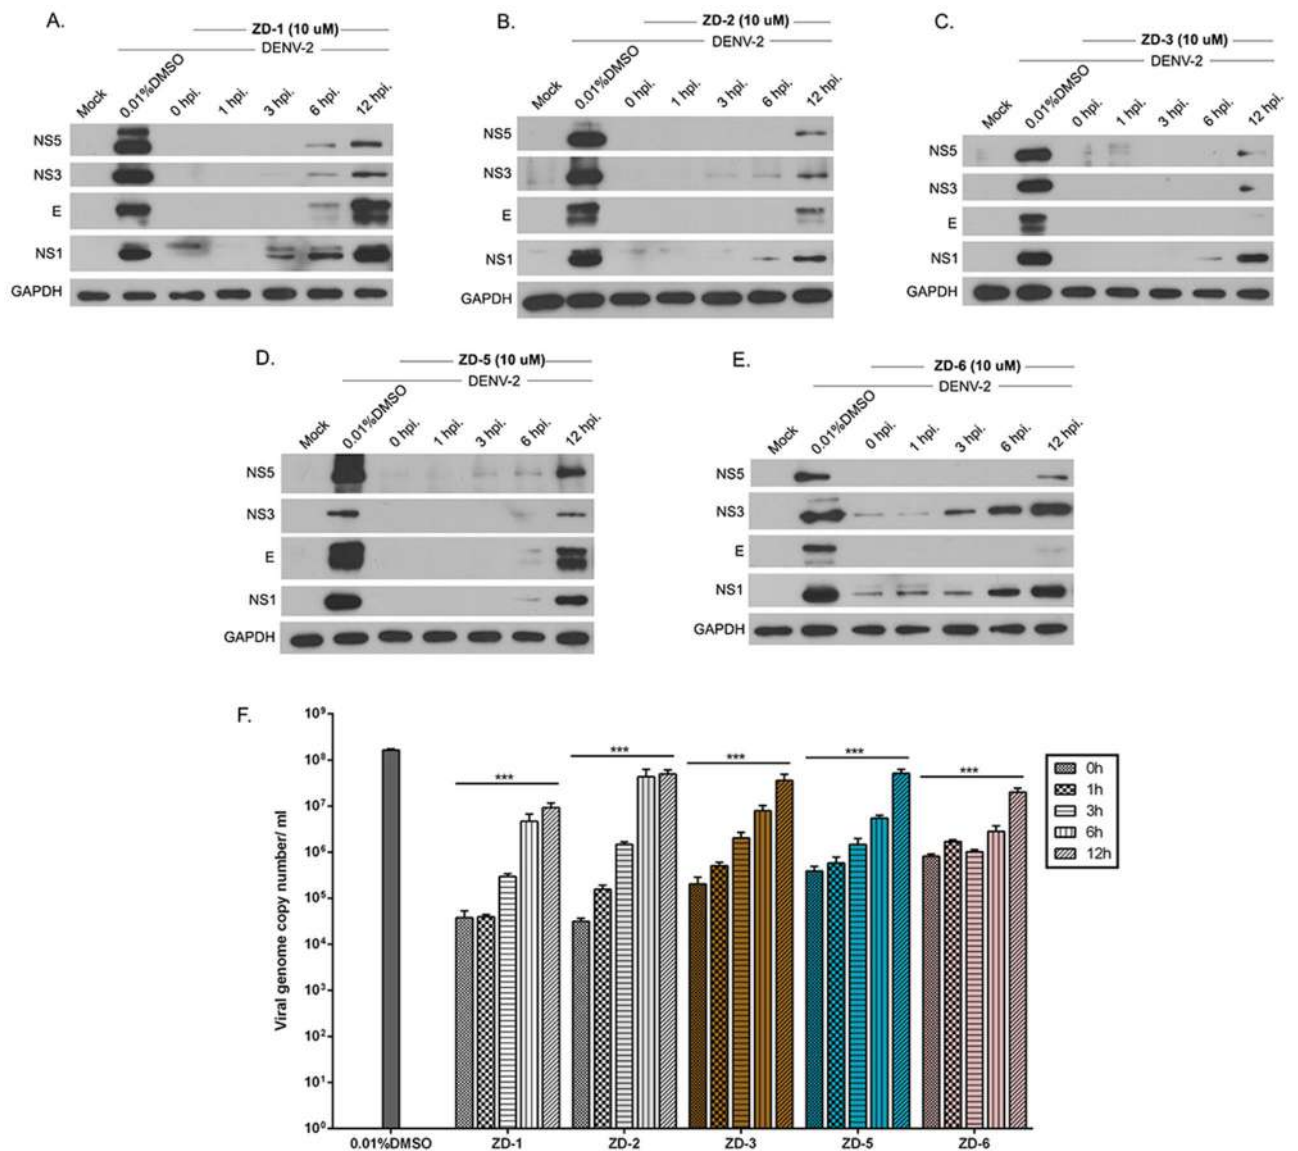 A.
ZD-1 (10 uM)
DENV-2
Mock 0.01%DMSO 0 hpi. 1 hpi. 3 hpi. 6 hpi. 12 hpi.
NS5
NS3
E
NS1
GAPDH
B.
ZD-2 (10 uM)
DENV-2
Mock 0.01%DMSO 0 hpi. 1 hpi. 3 hpi. 6 hpi. 12 hpi.
NS5
NS3
E
NS1
GAPDH
C.
ZD-3 (10 uM)
DENV-2
Mock 0.01%DMSO 0 hpi. 1 hpi. 3 hpi. 6 hpi. 12 hpi.
NS5
NS3
E
NS1
GAPDH
D.
ZD-5 (10 uM)
DENV-2
Mock 0.01%DMSO 0 hpi. 1 hpi. 3 hpi. 6 hpi. 12 hpi.
NS5
NS3
E
NS1
GAPDH
E.
ZD-6 (10 uM)
DENV-2
Mock 0.01%DMSO 0 hpi. 1 hpi. 3 hpi. 6 hpi. 12 hpi.
NS5
NS3
E
NS1
GAPDH
F.
Viral genome copy number/ ml
10⁹
10⁸
10⁷
10⁶
10⁵
10⁴
10³
10²
10¹
10⁰
*** *** *** *** ***
0h
1h
3h
6h
12h
0.01%DMSO ZD-1 ZD-2 ZD-3 ZD-5 ZD-6